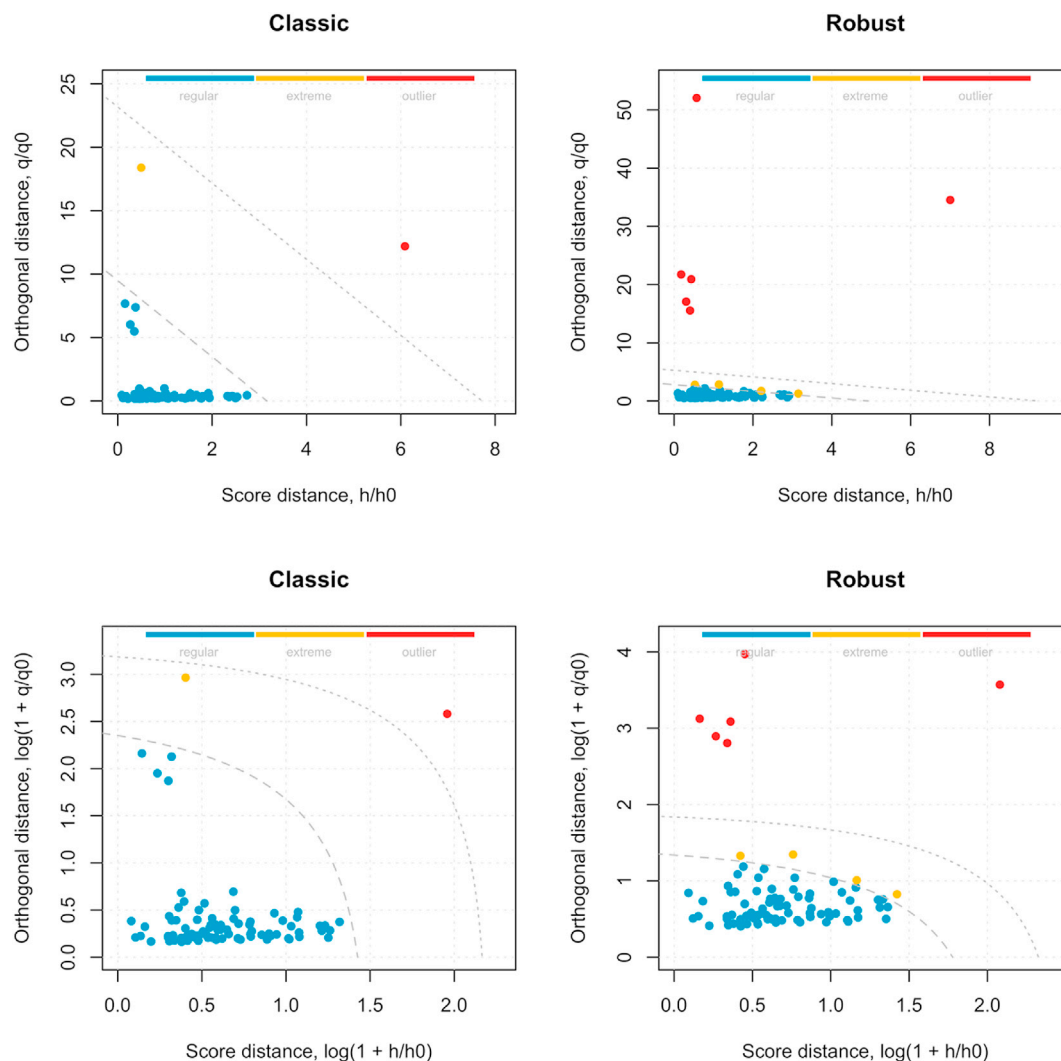 Classic
regular extreme outlier
25
20
15
10
5
0
Orthogonal distance, q/q0
0 2 4 6 8
Score distance, h/h0
Robust
regular extreme outlier
50
40
30
20
10
0
Orthogonal distance, q/q0
0 2 4 6 8
Score distance, h/h0
Classic
regular extreme outlier
3.0
2.5
2.0
1.5
1.0
0.5
0.0
Orthogonal distance, log(1 + q/q0)
0.0 0.5 1.0 1.5 2.0
Score distance, log(1 + h/h0)
Robust
regular extreme outlier
4
3
2
1
0
Orthogonal distance, log(1 + q/q0)
0.0 0.5 1.0 1.5 2.0
Score distance, log(1 + h/h0)